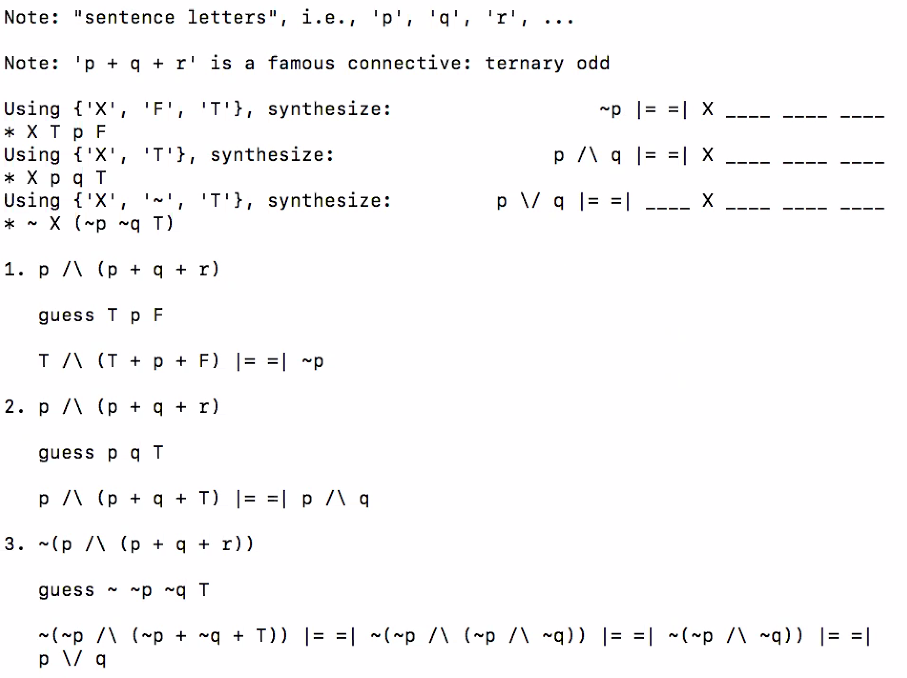 Note: "sentence letters", i.e., 'p', 'q', 'r', ...
Note: 'p + q + r' is a famous connective: ternary odd
Using {'X', 'F', 'T'}, synthesize: ~p |= =| X ____ ____ ____
* X T p F
Using {'X', 'T'}, synthesize: p /\ q |= =| X ____ ____ ____
* X p q T
Using {'X', '~', 'T'}, synthesize: p \/ q |= =| ____ X ____ ____ ____
* ~ X (~p ~q T)
1. p /\ (p + q + r)
guess T p F
T /\ (T + p + F) |= =| ~p
2. p /\ (p + q + r)
guess p q T
p /\ (p + q + T) |= =| p /\ q
3. ~(p /\ (p + q + r))
guess ~ ~p ~q T
~(~p /\ (~p + ~q + T)) |= =| ~(~p /\ (~p /\ ~q)) |= =| ~(~p /\ ~q)) |= =|
p \/ q